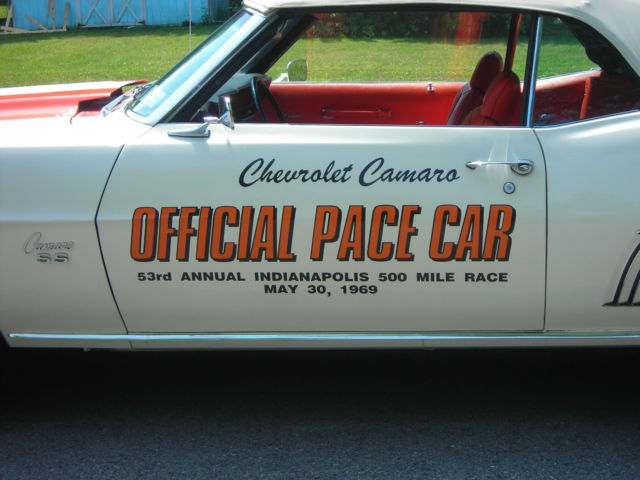 Chevrolet Camaro
OFFICIAL PACE CAR
53rd ANNUAL INDIANAPOLIS 500 MILE RACE
MAY 30, 1969
Camaro
SS